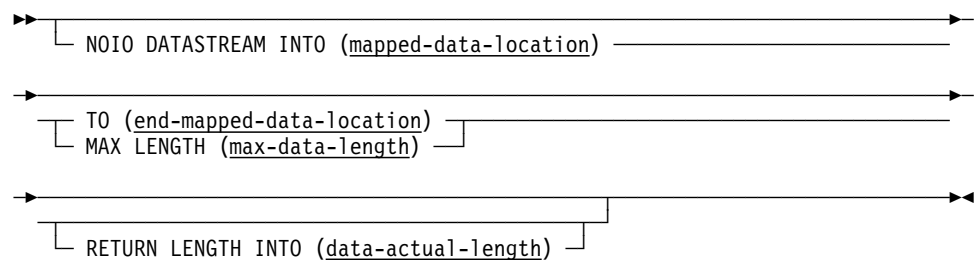 NOIO DATASTREAM INTO (mapped-data-location)
TO (end-mapped-data-location)
MAX LENGTH (max-data-length)
RETURN LENGTH INTO (data-actual-length)